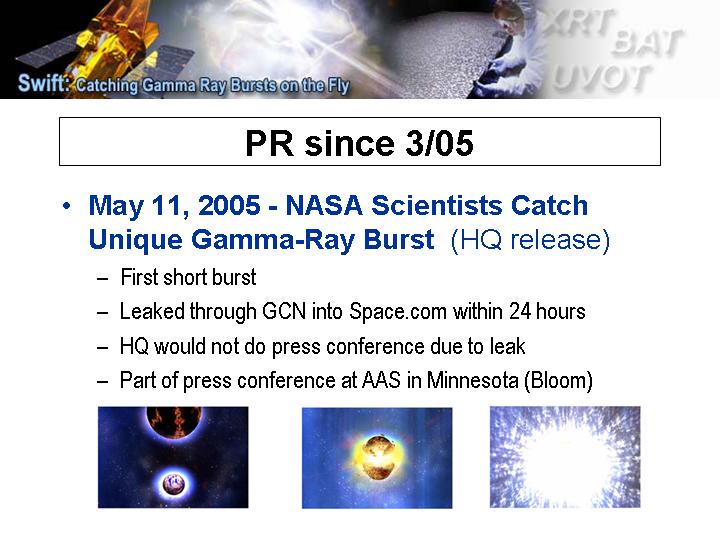 XRT
BAT
UVOT
Swift: Catching Gamma Ray Bursts on the Fly
PR since 3/05
• May 11, 2005 - NASA Scientists Catch
Unique Gamma-Ray Burst (HQ release)
– First short burst
– Leaked through GCN into Space.com within 24 hours
– HQ would not do press conference due to leak
– Part of press conference at AAS in Minnesota (Bloom)